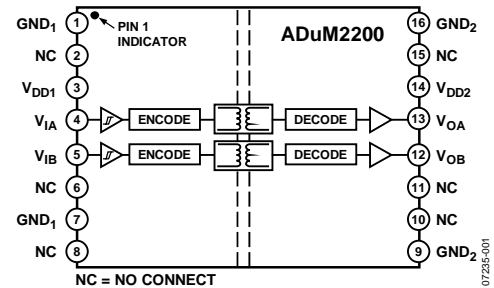 GND1 1 PIN 1 INDICATOR ADuM2200 16 GND2
NC 2 15 NC
VDD1 3 14 VDD2
VIA 4 ENCODE DECODE 13 VOA
VIB 5 ENCODE DECODE 12 VOB
NC 6 11 NC
GND1 7 10 NC
NC 8 9 GND2
NC = NO CONNECT
07235-001